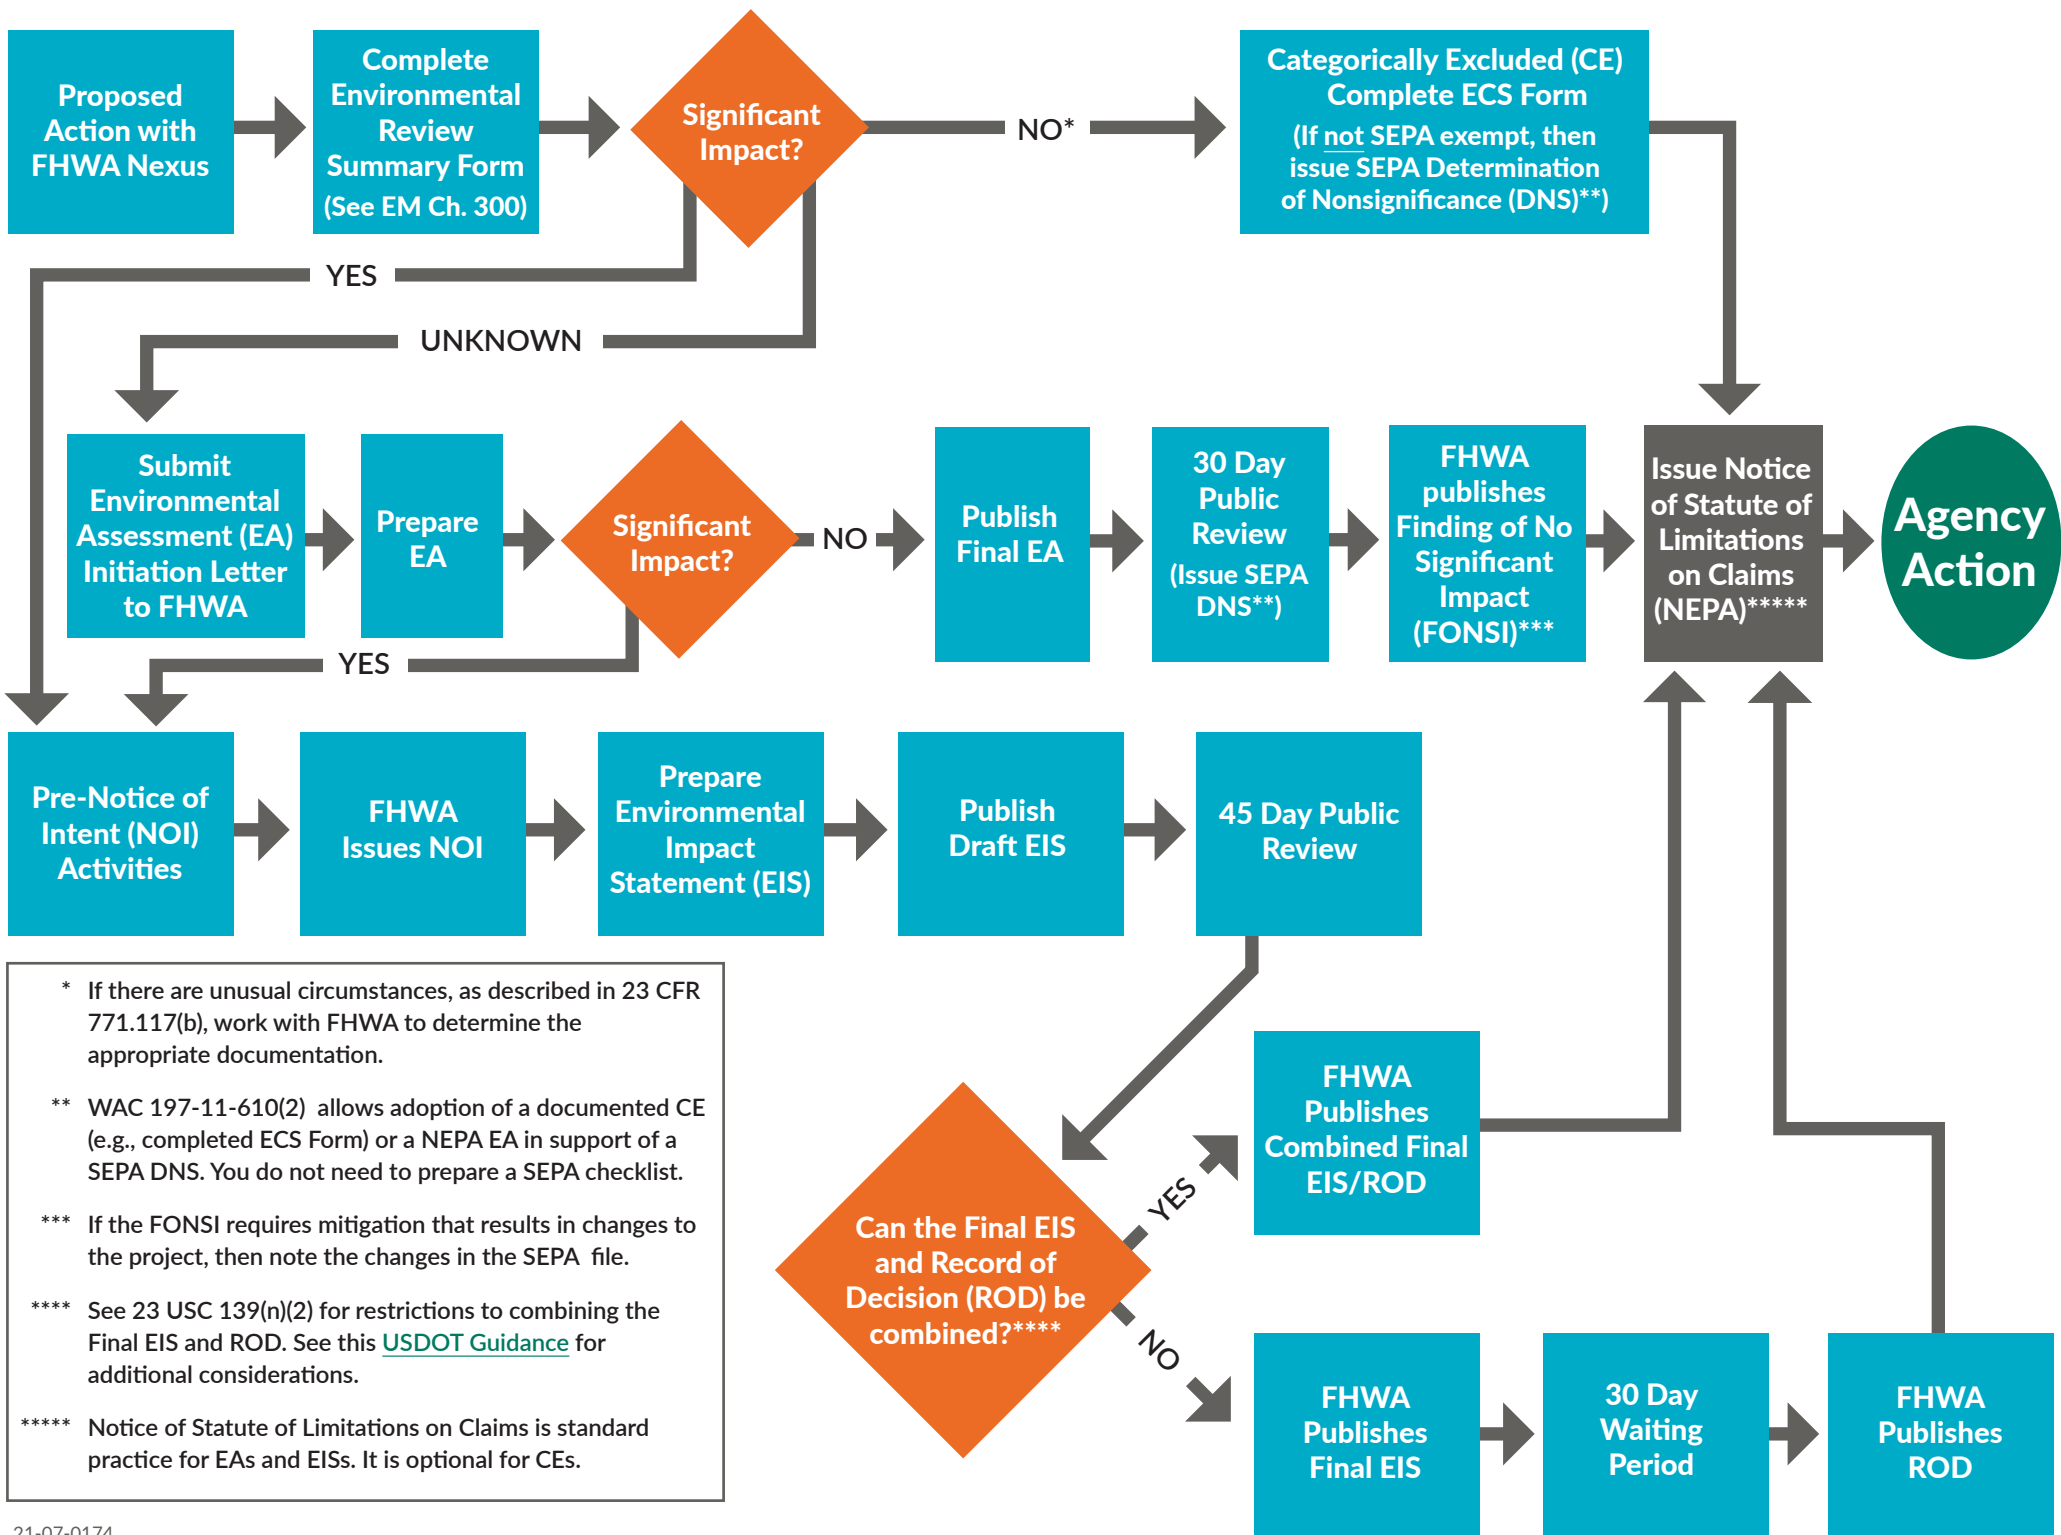 Proposed
Action with
FHWA Nexus
Complete
Environmental
Review
Summary Form
(See EM Ch. 300)
Significant
Impact?
NO*
Categorically Excluded (CE)
Complete ECS Form
(If not SEPA exempt, then
issue SEPA Determination
of Nonsignificance (DNS)**)
YES
UNKNOWN
Submit
Environmental
Assessment (EA)
Initiation Letter
to FHWA
Prepare
EA
Significant
Impact?
NO
Publish
Final EA
30 Day
Public
Review
(Issue SEPA
DNS**)
FHWA
publishes
Finding of No
Significant
Impact
(FONSI)***
Issue Notice
of Statute of
Limitations
on Claims
(NEPA)*****
Agency
Action
YES
Pre-Notice of
Intent (NOI)
Activities
FHWA
Issues NOI
Prepare
Environmental
Impact
Statement (EIS)
Publish
Draft EIS
45 Day Public
Review
Can the Final EIS
and Record of
Decision (ROD) be
combined?****
YES
FHWA
Publishes
Combined Final
EIS/ROD
NO
FHWA
Publishes
Final EIS
30 Day
Waiting
Period
FHWA
Publishes
ROD
* If there are unusual circumstances, as described in 23 CFR
771.117(b), work with FHWA to determine the
appropriate documentation.
** WAC 197-11-610(2) allows adoption of a documented CE
(e.g., completed ECS Form) or a NEPA EA in support of a
SEPA DNS. You do not need to prepare a SEPA checklist.
*** If the FONSI requires mitigation that results in changes to
the project, then note the changes in the SEPA file.
**** See 23 USC 139(n)(2) for restrictions to combining the
Final EIS and ROD. See this USDOT Guidance for
additional considerations.
***** Notice of Statute of Limitations on Claims is standard
practice for EAs and EISs. It is optional for CEs.
21-07-0174